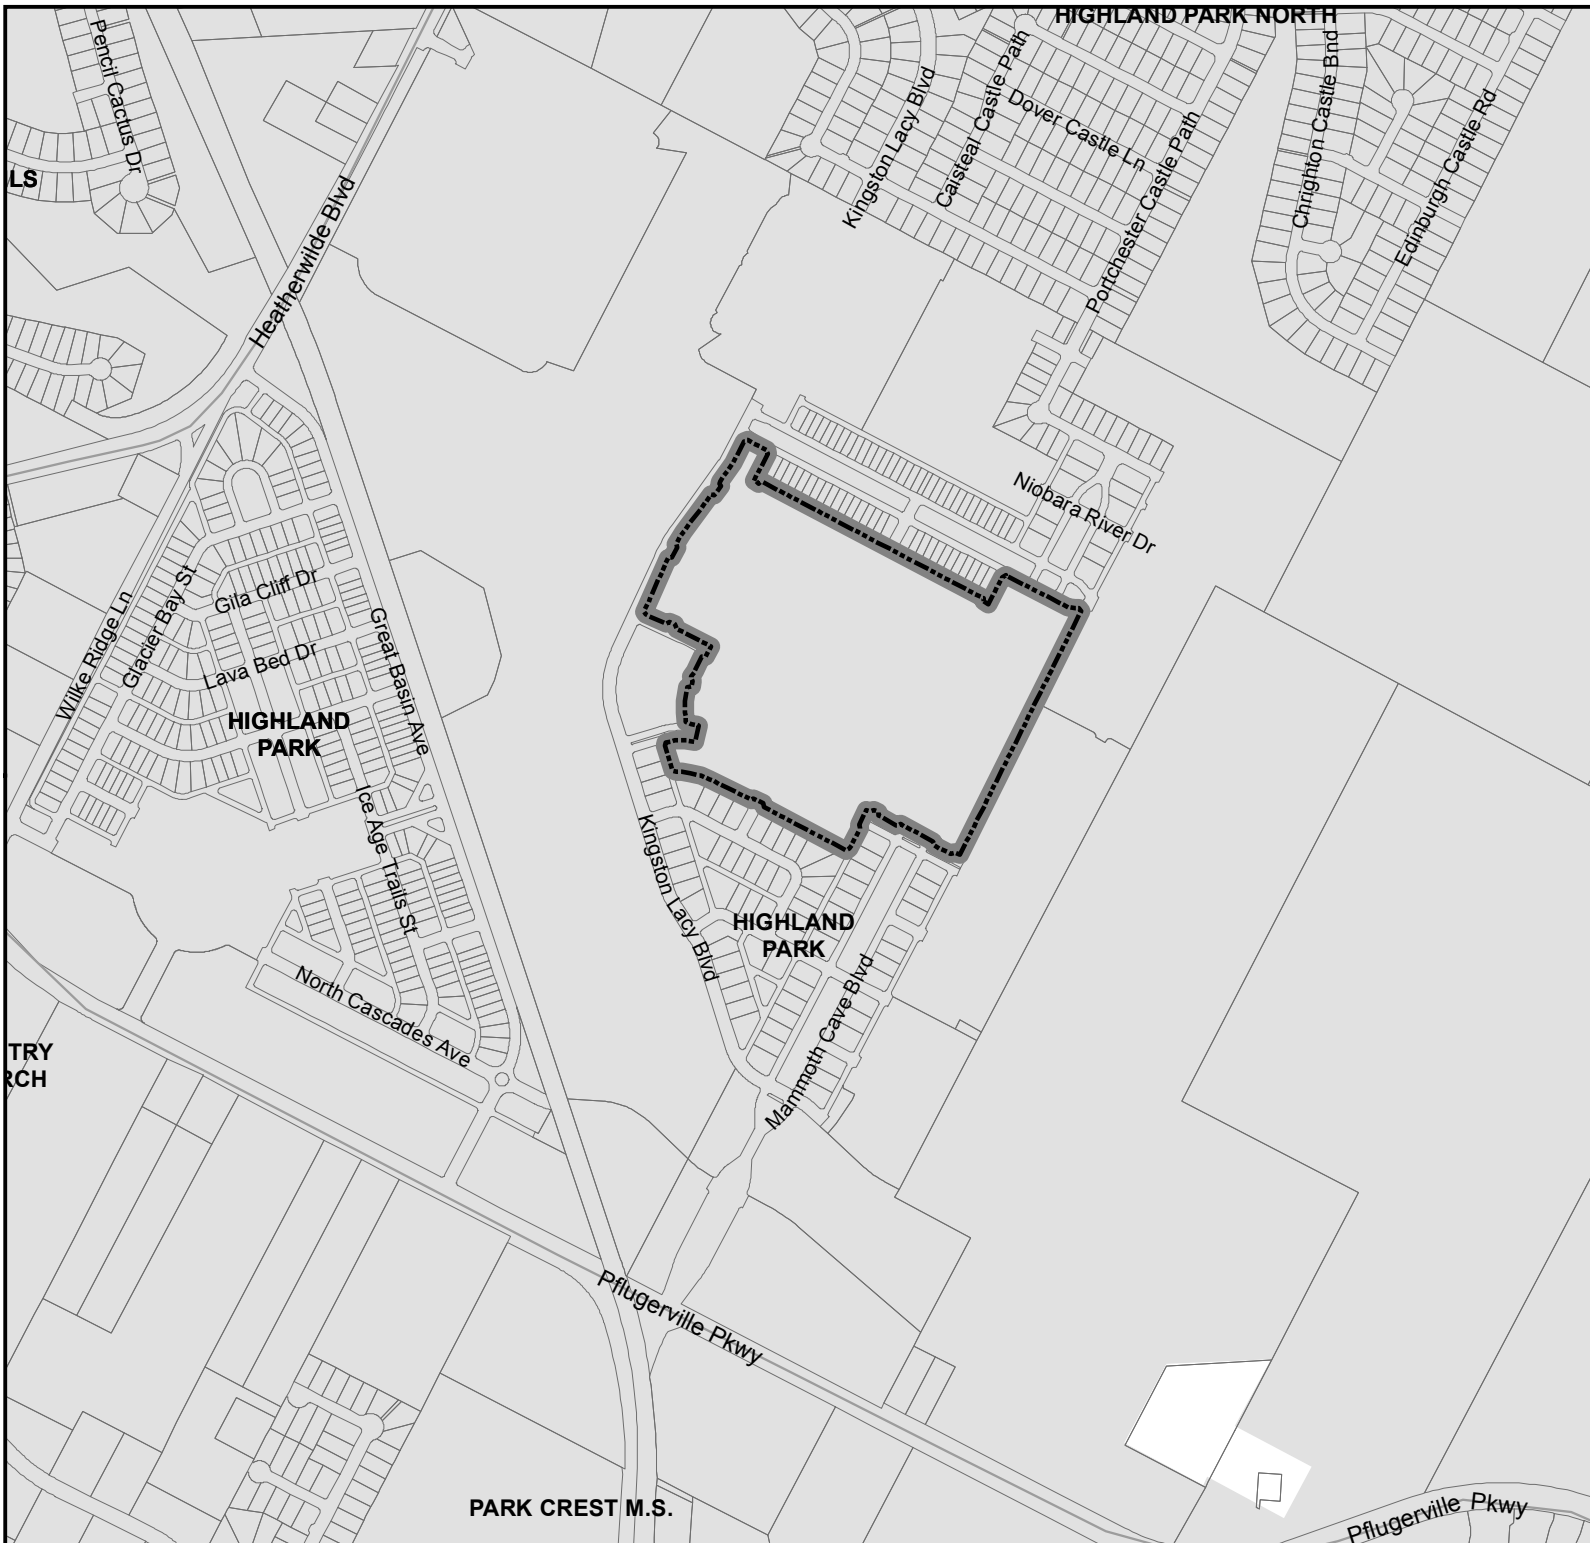 HIGHLAND PARK NORTH
Pencil Cactus Dr
Kingston Lacy Blvd
Caisteal Castle Path
Dover Castle Ln
Portchester Castle Path
Chrighton Castle Bnd
Edinburgh Castle Rd
LS
Heatherwilde Blvd
Niobara River Dr
Wilke Ridge Ln
Glacier Bay St
Gila Cliff Dr
Lava Bed Dr
Great Basin Ave
HIGHLAND
PARK
Ice Age Trails St
Kingston Lacy Blvd
HIGHLAND
PARK
North Cascades Ave
Mammoth Cave Blvd
TRY
RCH
Pflugerville Pkwy
PARK CREST M.S.
Pflugerville Pkwy